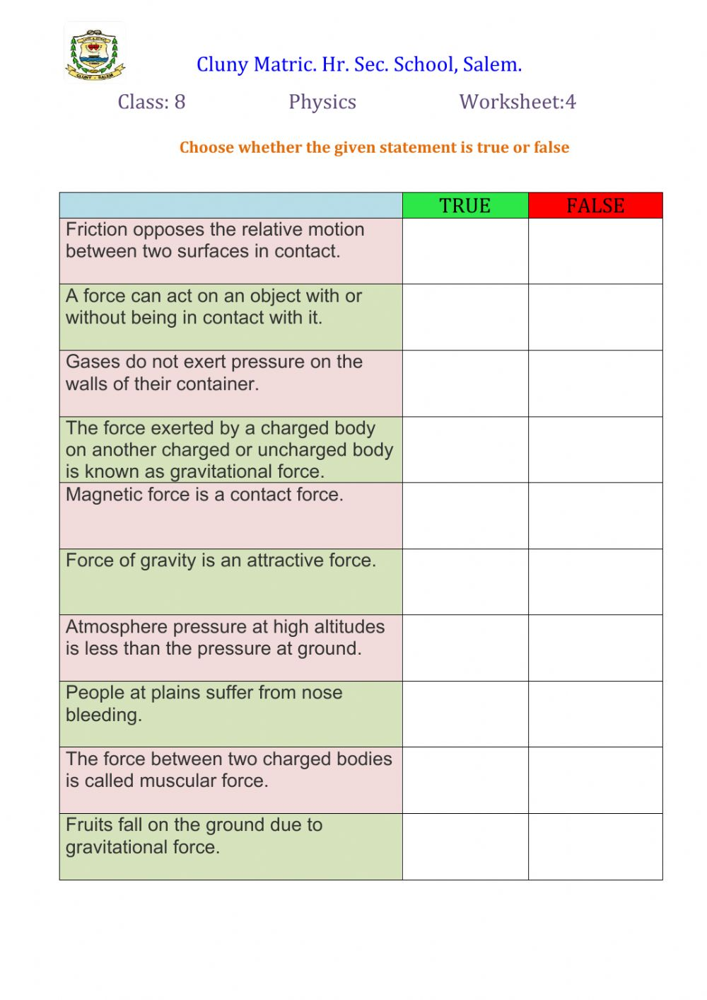 LOVE & SERVE
1960
CLUNY - SALEM
Cluny Matric. Hr. Sec. School, Salem.
Class: 8 Physics Worksheet:4
Choose whether the given statement is true or false
TRUE FALSE
Friction opposes the relative motion
between two surfaces in contact.
A force can act on an object with or
without being in contact with it.
Gases do not exert pressure on the
walls of their container.
The force exerted by a charged body
on another charged or uncharged body
is known as gravitational force.
Magnetic force is a contact force.
Force of gravity is an attractive force.
Atmosphere pressure at high altitudes
is less than the pressure at ground.
People at plains suffer from nose
bleeding.
The force between two charged bodies
is called muscular force.
Fruits fall on the ground due to
gravitational force.